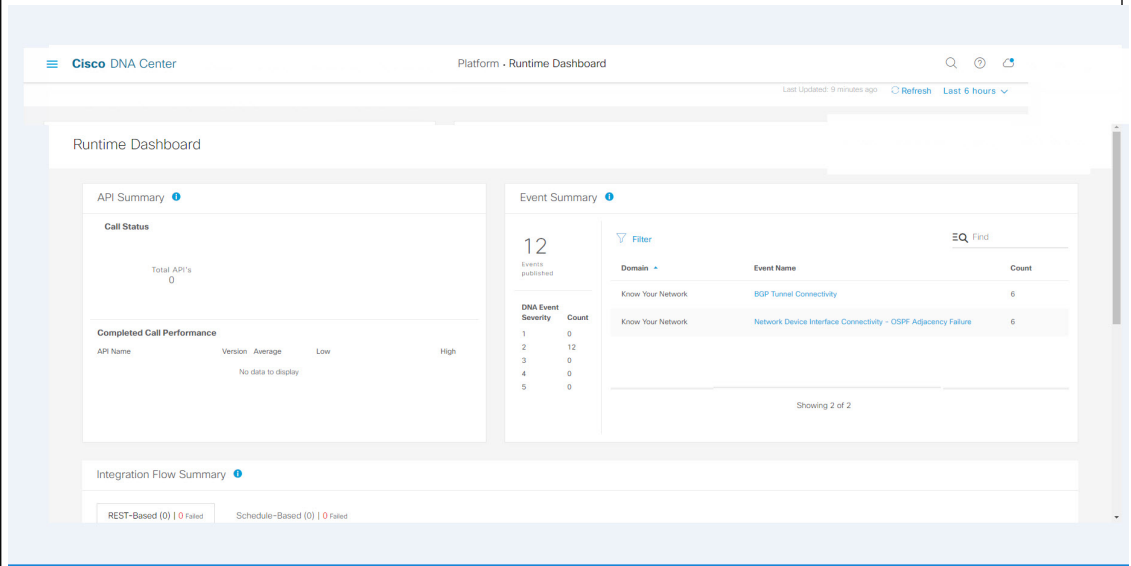 Cisco DNA Center
Platform • Runtime Dashboard
Last Updated: 9 minutes ago Refresh Last 6 hours
Runtime Dashboard
API Summary
Call Status
Total API's
0
Completed Call Performance
API Name Version Average Low High
No data to display
Event Summary
12
Events
published
DNA Event
Severity Count
1 0
2 12
3 0
4 0
5 0
Filter
Find
Domain Event Name Count
Know Your Network BGP Tunnel Connectivity 6
Know Your Network Network Device Interface Connectivity - OSPF Adjacency Failure 6
Showing 2 of 2
Integration Flow Summary
REST-Based (0) | 0 Failed Schedule-Based (0) | 0 Failed